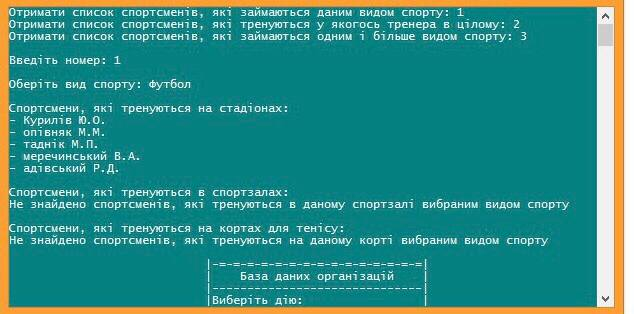 Отримати список спортсменів, які займаються даним видом спорту: 1
Отримати список спортсменів, які тренуються у якогось тренера в цілому: 2
Отримати список спортсменів, які займаються одним і більше видом спорту: 3
Введіть номер: 1
Оберіть вид спорту: Футбол
Спортсмени, які тренуються на стадіонах:
- Курилів Ю.О.
- опівняк М.М.
- таднік М.П.
- меречинський В.А.
- адівський Р.Д.
Спортсмени, які тренуються в спортзалах:
Не знайдено спортсменів, які тренуються в даному спортзалі вибраним видом спорту
Спортсмени, які тренуються на кортах для тенісу:
Не знайдено спортсменів, які тренуються на даному корті вибраним видом спорту
|-=-=-=-=-=-=-=-=-=-=-=-=-=-=-=|
| База даних організацій |
|------------------------------|
|Виберіть дію: |